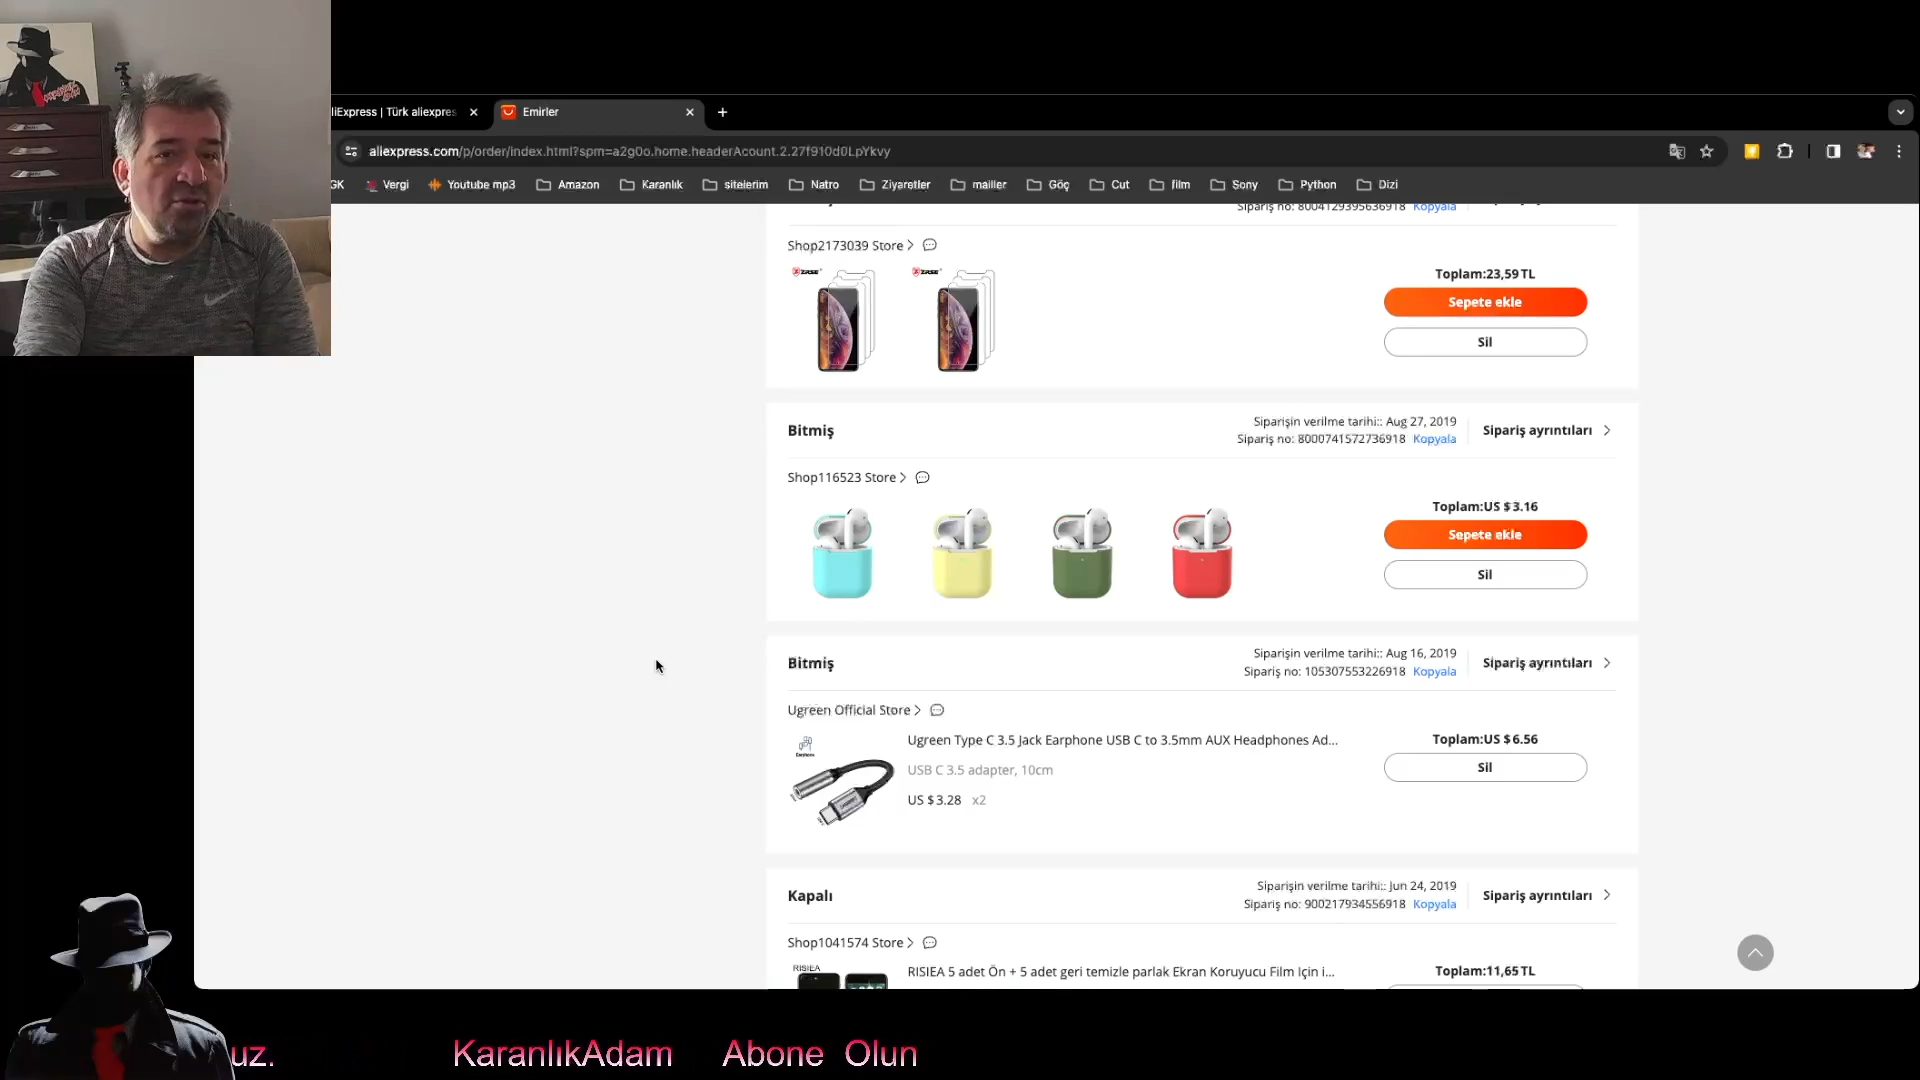 liExpress | Türk aliexpres
Emirler
aliexpress.com/p/order/index.html?spm=a2g0o.home.headerAcount.2.27f910d0LpYkvy
GK
Vergi
Youtube mp3
Amazon
Karanlık
sitelerim
Natro
Ziyaretler
mailler
Göç
Cut
film
Sony
Python
Dizi
Sipariş no: 8004129395636918 Kopyala
Shop2173039 Store
Toplam:23,59 TL
Sepete ekle
Sil
Bitmiş
Siparişin verilme tarihi:: Aug 27, 2019
Sipariş no: 8000741572736918 Kopyala
Sipariş ayrıntıları
Shop116523 Store
Toplam:US $3.16
Sepete ekle
Sil
Bitmiş
Siparişin verilme tarihi:: Aug 16, 2019
Sipariş no: 105307553226918 Kopyala
Sipariş ayrıntıları
Ugreen Official Store
Ugreen Type C 3.5 Jack Earphone USB C to 3.5mm AUX Headphones Ad...
USB C 3.5 adapter, 10cm
US $3.28 x2
Toplam:US $6.56
Sil
Kapalı
Siparişin verilme tarihi:: Jun 24, 2019
Sipariş no: 900217934556918 Kopyala
Sipariş ayrıntıları
Shop1041574 Store
RISIEA
RISIEA 5 adet Ön + 5 adet geri temizle parlak Ekran Koruyucu Film Için i...
Toplam:11,65 TL
uz. KaranlıkAdam Abone Olun